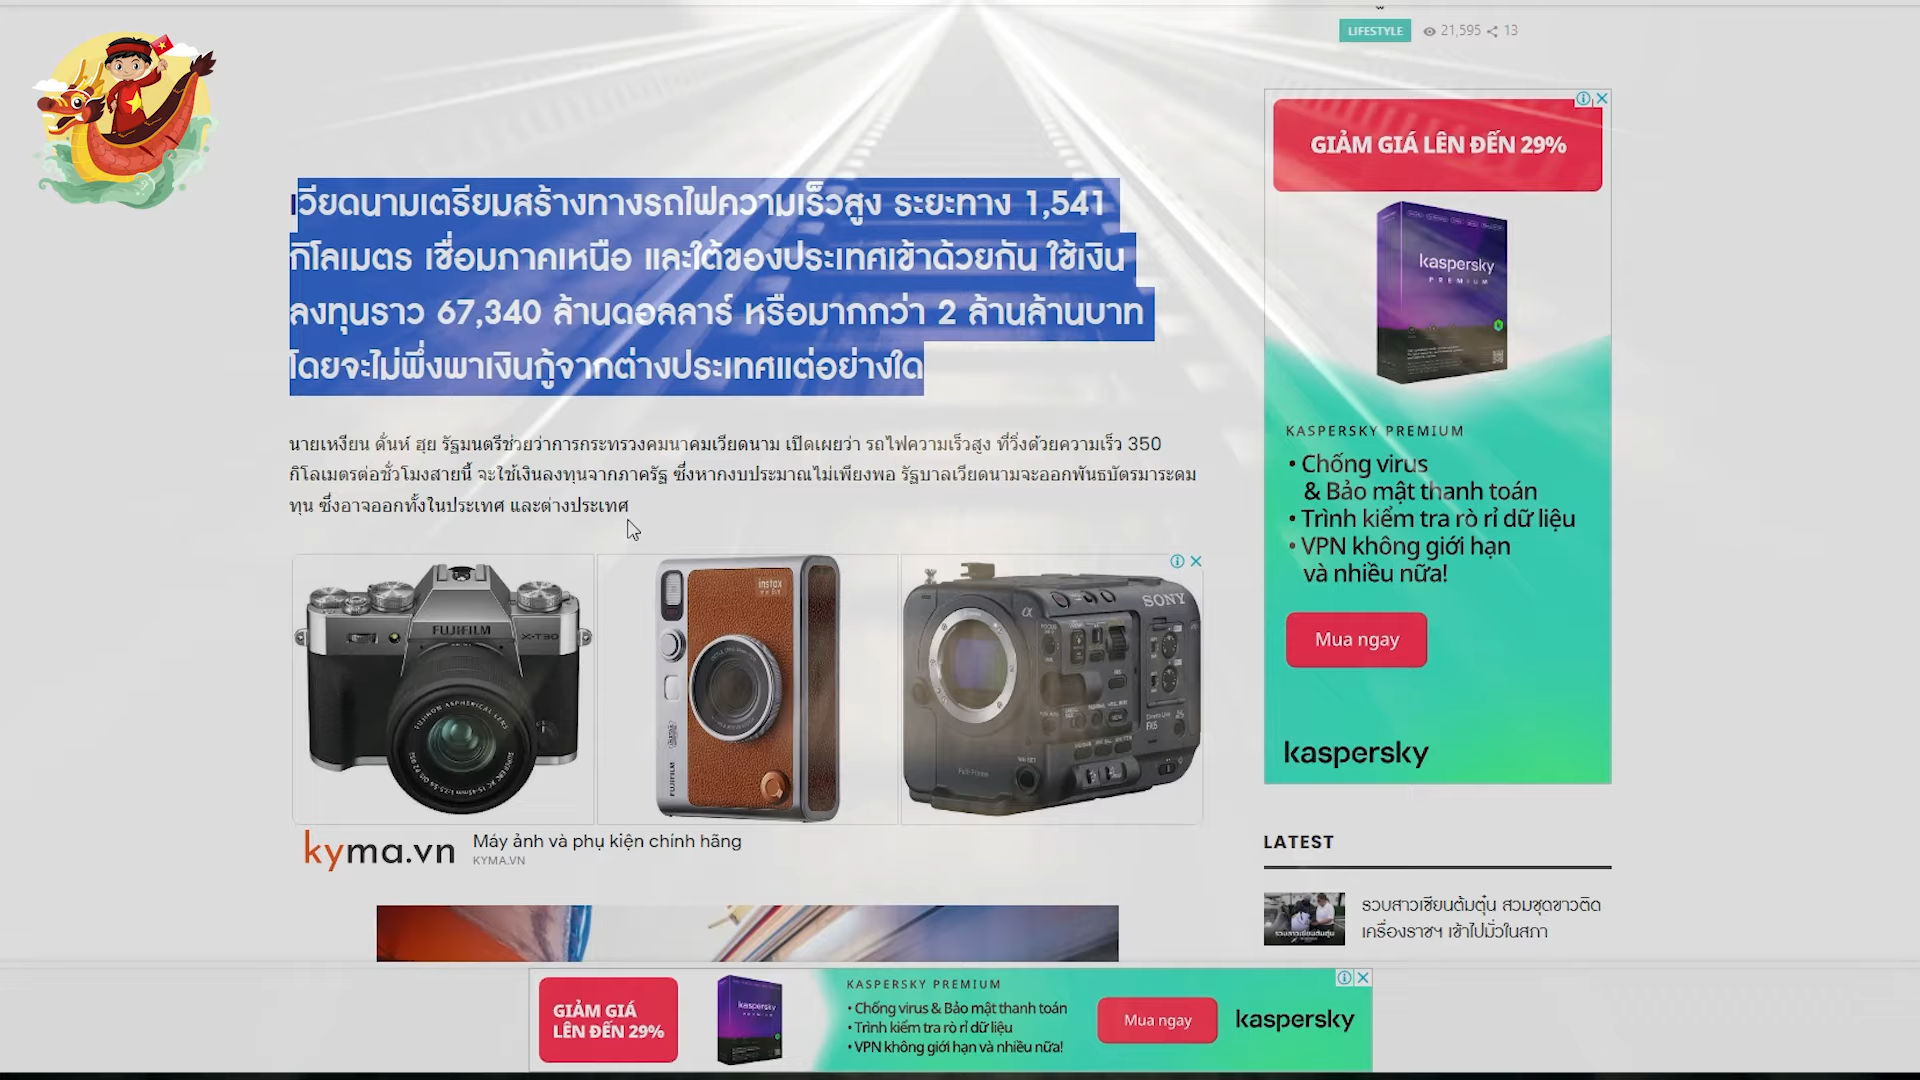 LIFESTYLE 21,595 13
เวียดนามเตรียมสร้างทางรถไฟความเร็วสูง ระยะทาง 1,541
กิโลเมตร เชื่อมภาคเหนือ และใต้ของประเทศเข้าด้วยกัน ใช้เงิน
ลงทุนราว 67,340 ล้านดอลลาร์ หรือมากกว่า 2 ล้านล้านบาท
โดยจะไม่พึ่งพาเงินกู้จากต่างประเทศแต่อย่างใด
นายเหงียน ดั่นห์ ฮุย รัฐมนตรีช่วยว่าการกระทรวงคมนาคมเวียดนาม เปิดเผยว่า รถไฟความเร็วสูง ที่วิ่งด้วยความเร็ว 350
กิโลเมตรต่อชั่วโมงสายนี้ จะใช้เงินลงทุนจากภาครัฐ ซึ่งหากงบประมาณไม่เพียงพอ รัฐบาลเวียดนามจะออกพันธบัตรมาระดม
ทุน ซึ่งอาจออกทั้งในประเทศ และต่างประเทศ
FUJIFILM X-T30
FUJINON ASPHERICAL LENS
instax
FUJIFILM
SONY
α
FX6
kyma.vn
Máy ảnh và phụ kiện chính hãng
KYMA.VN
GIẢM GIÁ LÊN ĐẾN 29%
kaspersky
PREMIUM
KASPERSKY PREMIUM
• Chống virus
& Bảo mật thanh toán
• Trình kiểm tra rò rỉ dữ liệu
• VPN không giới hạn
và nhiều nữa!
Mua ngay
kaspersky
LATEST
รวบสาวเซียนต้มตุ๋น สวมชุดขาวติด
เครื่องราชฯ เข้าไปมั่วในสภา
GIẢM GIÁ
LÊN ĐẾN 29%
kaspersky
KASPERSKY PREMIUM
• Chống virus & Bảo mật thanh toán
• Trình kiểm tra rò rỉ dữ liệu
• VPN không giới hạn và nhiều nữa!
Mua ngay
kaspersky